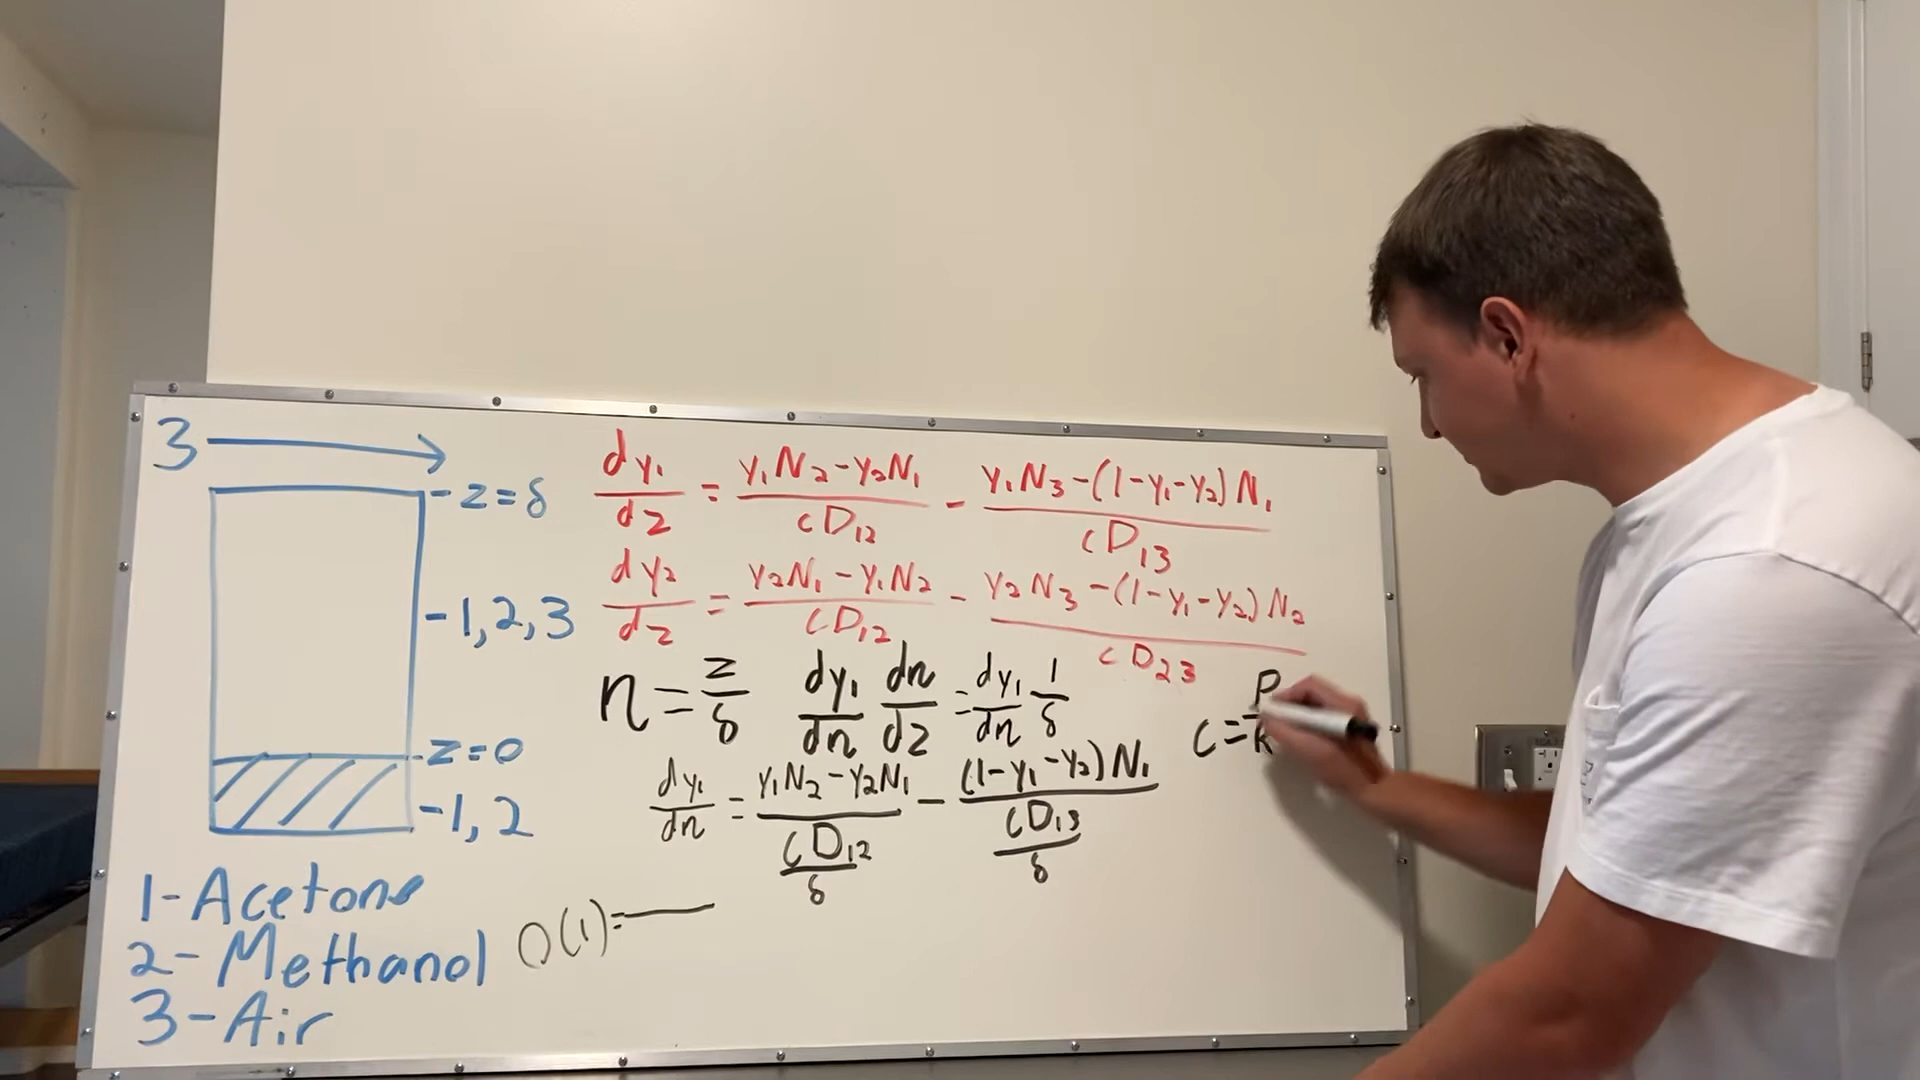 3
-z=δ
-1,2,3
-z=0
-1,2
1-Acetone
2-Methanol
3-Air
dy₁/dz = (y₁N₂-y₂N₁)/(cD₁₂) - (y₁N₃-(1-y₁-y₂)N₁)/(cD₁₃)
dy₂/dz = (y₂N₁-y₁N₂)/(cD₁₂) - (y₂N₃-(1-y₁-y₂)N₂)/(cD₂₃)
n = z/δ   dy₁/dn dn/dz = dy₁/dn 1/δ
c = P/R
dy₁/dn = (y₁N₂-y₂N₁)/(cD₁₂/δ) - ((1-y₁-y₂)N₁)/(cD₁₃/δ)
O(1)=